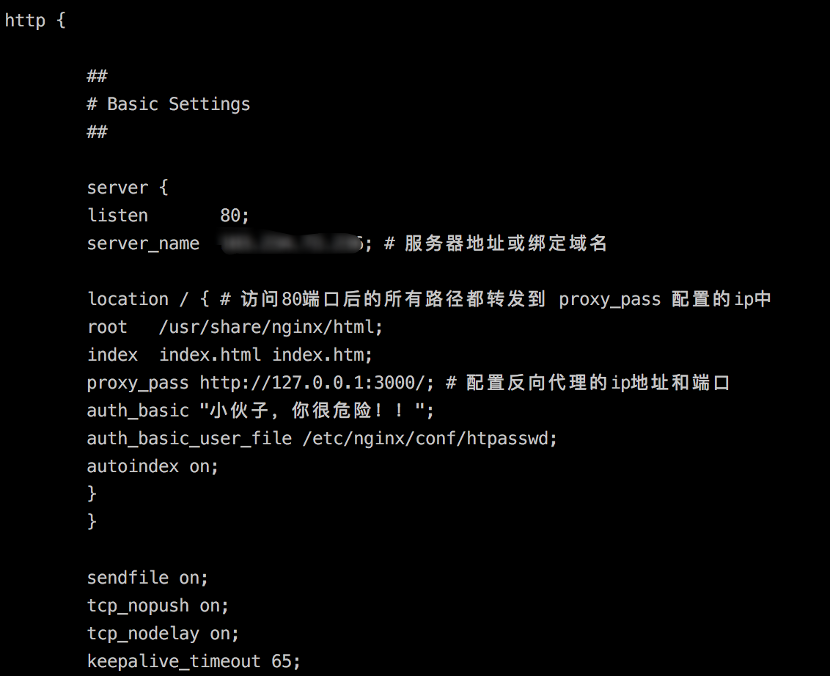 http {
##
# Basic Settings
##
server {
listen 80;
server_name ; # 服务器地址或绑定域名
location / { # 访问80端口后的所有路径都转发到 proxy_pass 配置的ip中
root /usr/share/nginx/html;
index index.html index.htm;
proxy_pass http://127.0.0.1:3000/; # 配置反向代理的ip地址和端口
auth_basic "小伙子，你很危险！！";
auth_basic_user_file /etc/nginx/conf/htpasswd;
autoindex on;
}
}
sendfile on;
tcp_nopush on;
tcp_nodelay on;
keepalive_timeout 65;